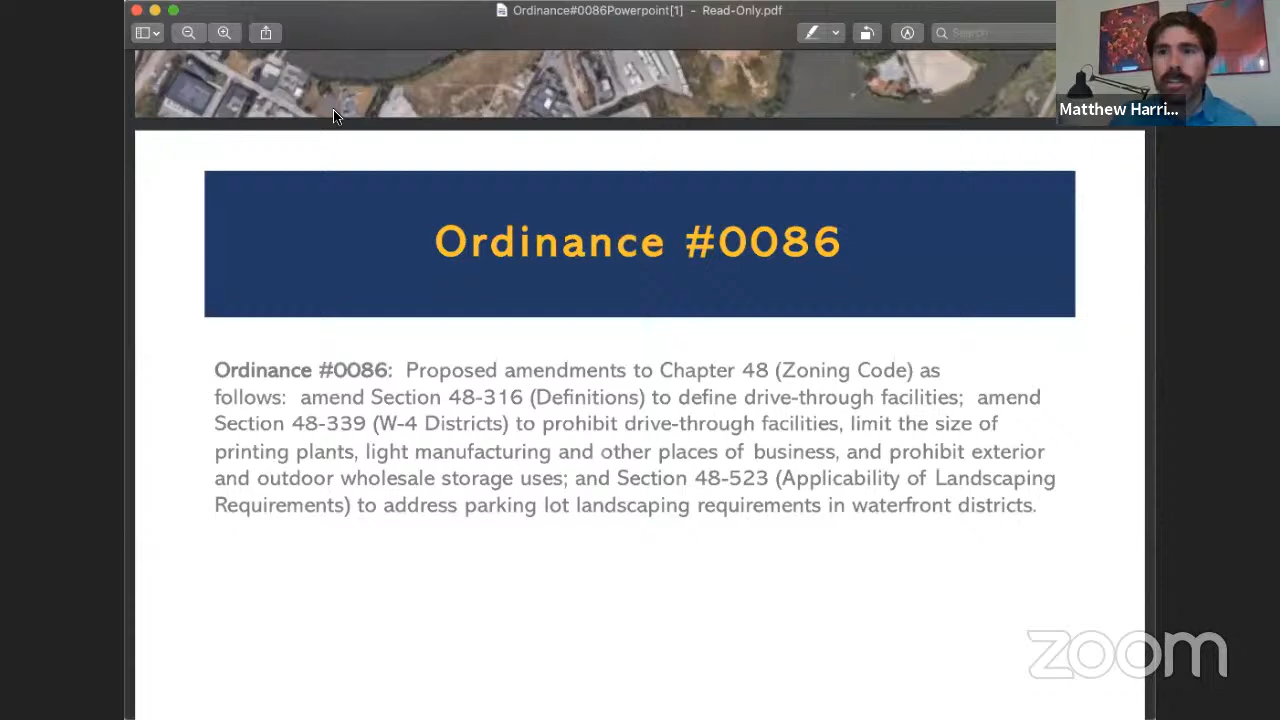 Ordinance#0086Powerpoint[1] – Read-Only.pdf
Search
Matthew Harri...
Ordinance #0086
Ordinance #0086: Proposed amendments to Chapter 48 (Zoning Code) as
follows: amend Section 48-316 (Definitions) to define drive-through facilities; amend
Section 48-339 (W-4 Districts) to prohibit drive-through facilities, limit the size of
printing plants, light manufacturing and other places of business, and prohibit exterior
and outdoor wholesale storage uses; and Section 48-523 (Applicability of Landscaping
Requirements) to address parking lot landscaping requirements in waterfront districts.
zoom